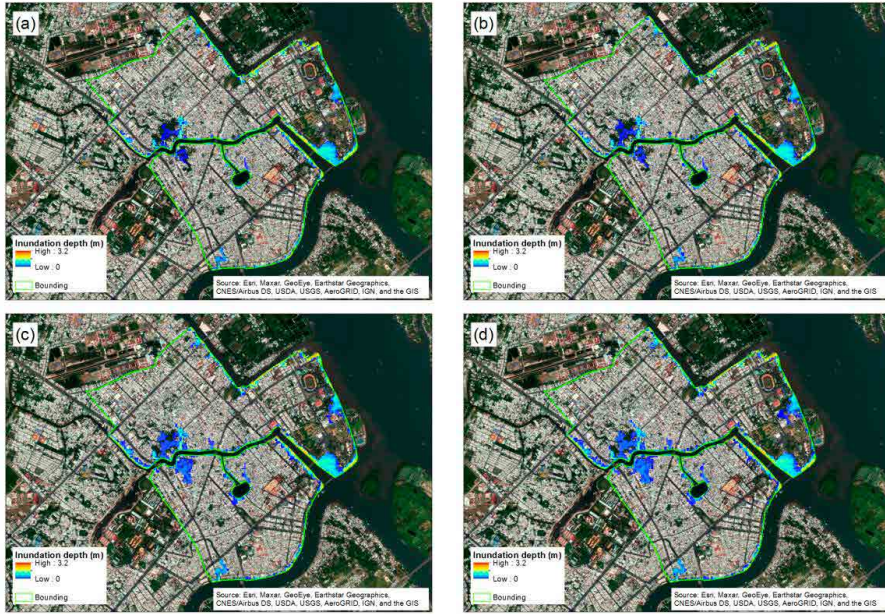 (a)
Inundation depth (m)
High : 3.2
Low : 0
Bounding
Source: Esri, Maxar, GeoEye, Earthstar Geographics,
CNES/Airbus DS, USDA, USGS, AeroGRID, IGN, and the GIS
(b)
Inundation depth (m)
High : 3.2
Low : 0
Bounding
Source: Esri, Maxar, GeoEye, Earthstar Geographics,
CNES/Airbus DS, USDA, USGS, AeroGRID, IGN, and the GIS
(c)
Inundation depth (m)
High : 3.2
Low : 0
Bounding
Source: Esri, Maxar, GeoEye, Earthstar Geographics,
CNES/Airbus DS, USDA, USGS, AeroGRID, IGN, and the GIS
(d)
Inundation depth (m)
High : 3.2
Low : 0
Bounding
Source: Esri, Maxar, GeoEye, Earthstar Geographics,
CNES/Airbus DS, USDA, USGS, AeroGRID, IGN, and the GIS